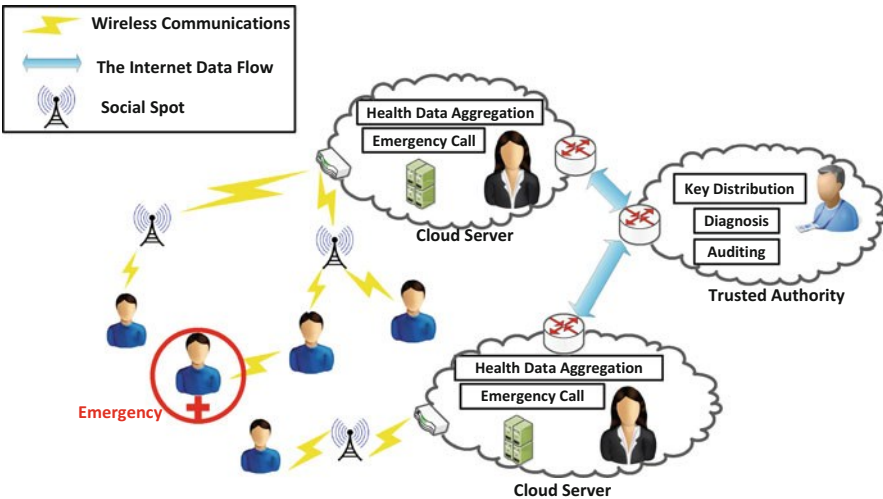 Wireless Communications
The Internet Data Flow
Social Spot
Health Data Aggregation
Emergency Call
Cloud Server
Key Distribution
Diagnosis
Auditing
Trusted Authority
Emergency
Health Data Aggregation
Emergency Call
Cloud Server